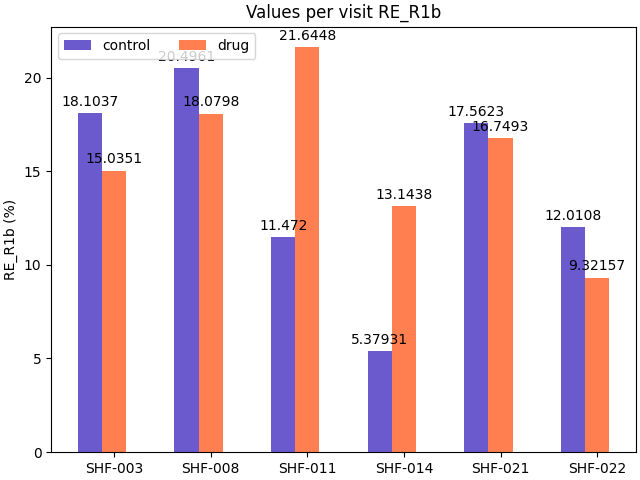 Values per visit RE_R1b
control
drug
RE_R1b (%)
20
15
10
5
0
18.1037
15.0351
20.4961
18.0798
11.472
21.6448
5.37931
13.1438
17.5623
16.7493
12.0108
9.32157
SHF-003
SHF-008
SHF-011
SHF-014
SHF-021
SHF-022